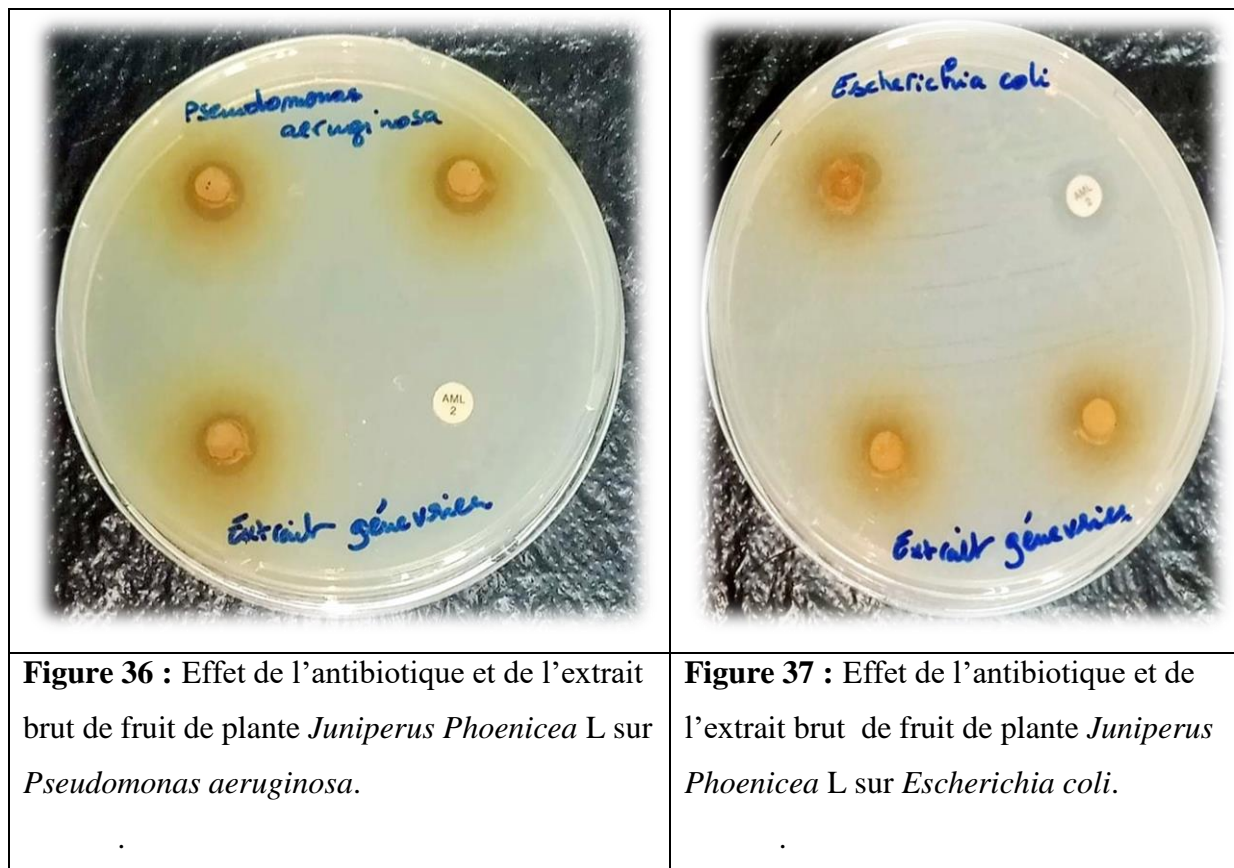 Pseudomonas
aeruginosa
AML
2
Extrait génevrier
Escherichia coli
AML
2
Extrait génevrier
Figure 36 : Effet de l’antibiotique et de l’extrait
brut de fruit de plante Juniperus Phoenicea L sur
Pseudomonas aeruginosa.
.
Figure 37 : Effet de l’antibiotique et de
l’extrait brut de fruit de plante Juniperus
Phoenicea L sur Escherichia coli.
.